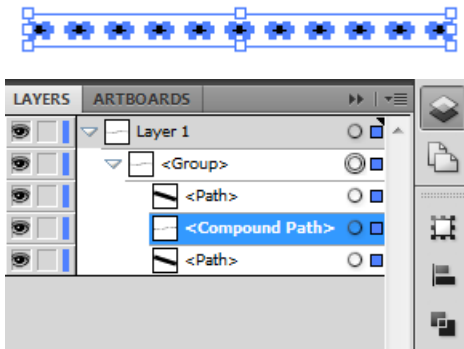 LAYERS ARTBOARDS
Layer 1
<Group>
<Path>
<Compound Path>
<Path>